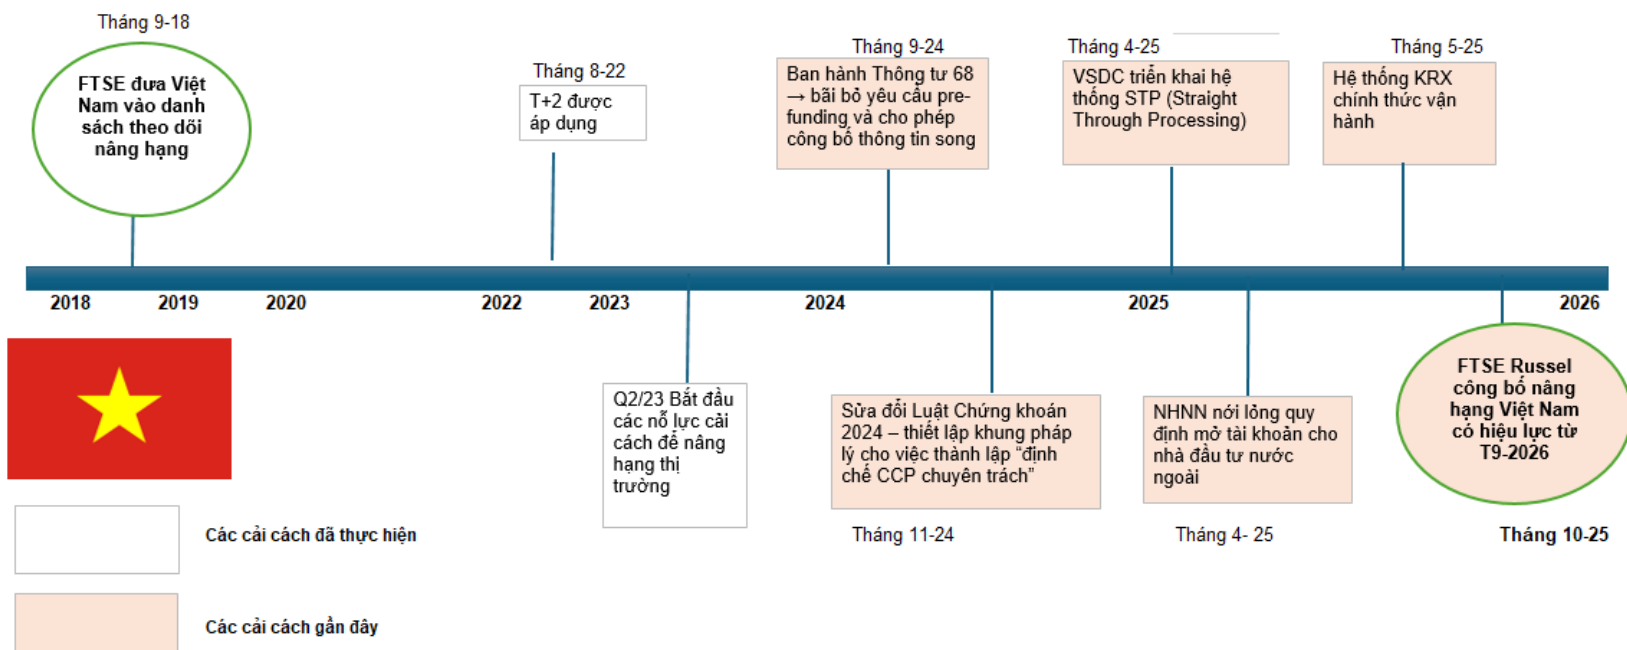 Tháng 9-18
FTSE đưa Việt
Nam vào danh
sách theo dõi
nâng hạng
Tháng 8-22
T+2 được
áp dụng
Tháng 9-24
Ban hành Thông tư 68
→ bãi bỏ yêu cầu pre-
funding và cho phép
công bố thông tin song
Tháng 4-25
VSDC triển khai hệ
thống STP (Straight
Through Processing)
Tháng 5-25
Hệ thống KRX
chính thức vận
hành
2018
2019
2020
2022
2023
2024
2025
2026
Q2/23 Bắt đầu
các nỗ lực cải
cách để nâng
hạng thị
trường
Sửa đổi Luật Chứng khoán
2024 – thiết lập khung pháp
lý cho việc thành lập “định
chế CCP chuyên trách”
Tháng 11-24
NHNN nới lỏng quy
định mở tài khoản cho
nhà đầu tư nước
ngoài
Tháng 4- 25
FTSE Russel
công bố nâng
hạng Việt Nam
có hiệu lực từ
T9-2026
Tháng 10-25
Các cải cách đã thực hiện
Các cải cách gần đây